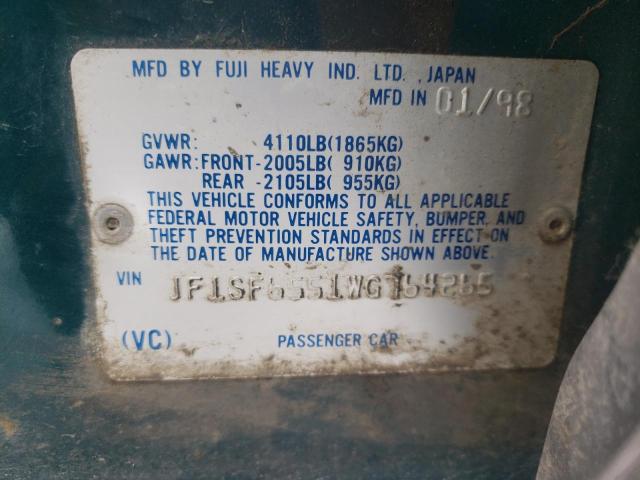 MFD BY FUJI HEAVY IND. LTD., JAPAN
MFD IN 01/98
GVWR: 4110LB(1865KG)
GAWR:FRONT-2005LB( 910KG)
REAR -2105LB( 955KG)
THIS VEHICLE CONFORMS TO ALL APPLICABLE
FEDERAL MOTOR VEHICLE SAFETY, BUMPER, AND
THEFT PREVENTION STANDARDS IN EFFECT ON
THE DATE OF MANUFACTURE SHOWN ABOVE.
VIN JF1SF6551WG764265
(VC) PASSENGER CAR